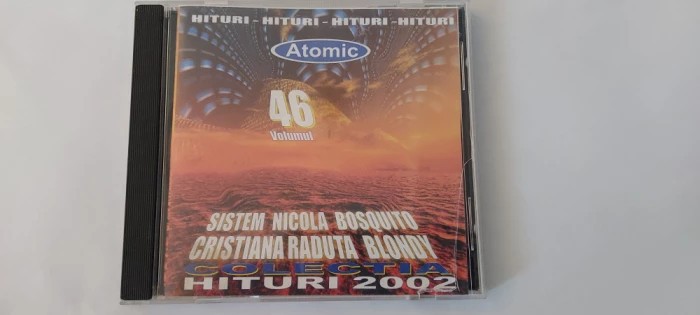 HITURI - HITURI - HITURI - HITURI
Atomic
46
Volumul
SISTEM NICOLA BOSQUITO
CRISTIANA RADUTA BLONDY
COLECTIA
HITURI 2002